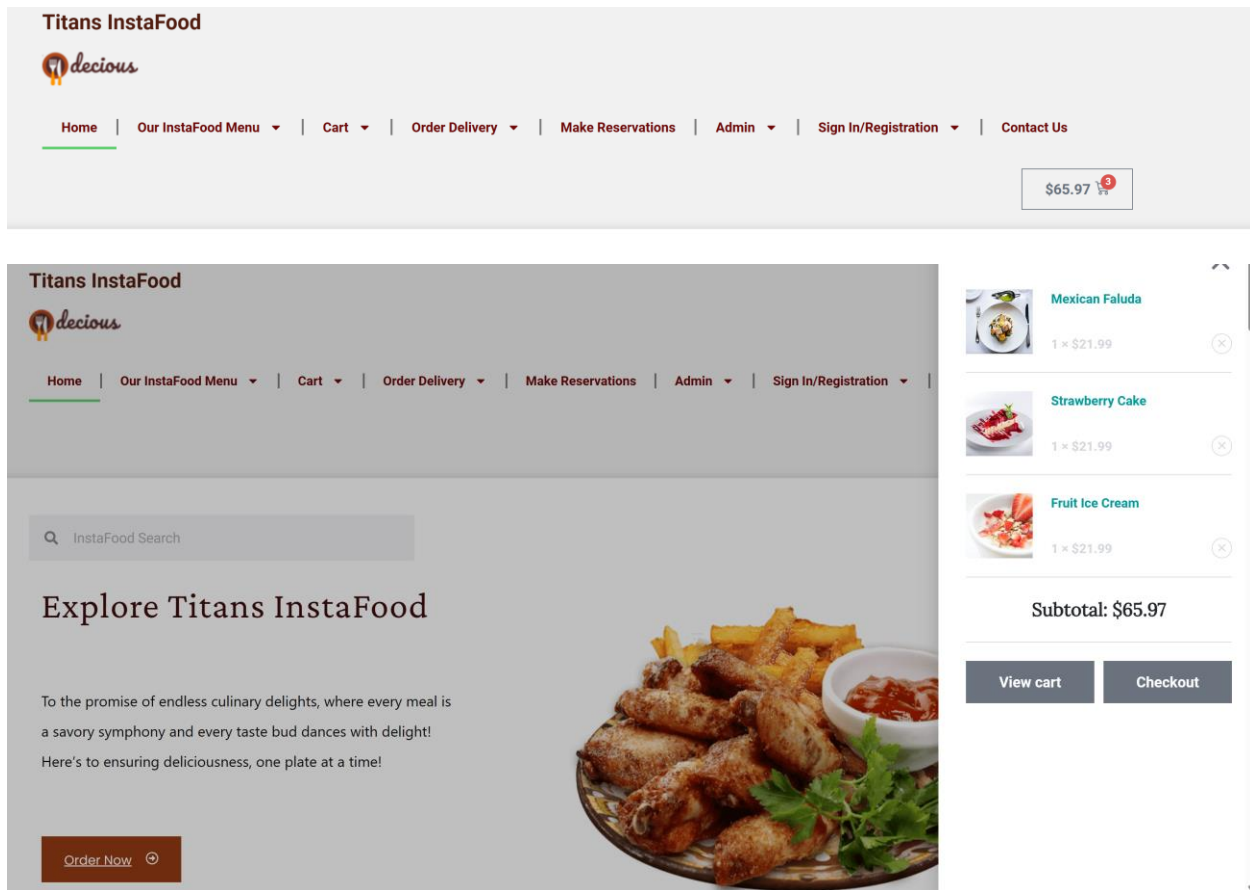 Titans InstaFood
decious
Home | Our InstaFood Menu | Cart | Order Delivery | Make Reservations | Admin | Sign In/Registration | Contact Us
$65.97 3
Titans InstaFood
decious
Home | Our InstaFood Menu | Cart | Order Delivery | Make Reservations | Admin | Sign In/Registration |
InstaFood Search
Explore Titans InstaFood
To the promise of endless culinary delights, where every meal is
a savory symphony and every taste bud dances with delight!
Here's to ensuring deliciousness, one plate at a time!
Order Now
Mexican Faluda
1 × $21.99
Strawberry Cake
1 × $21.99
Fruit Ice Cream
1 × $21.99
Subtotal: $65.97
View cart
Checkout